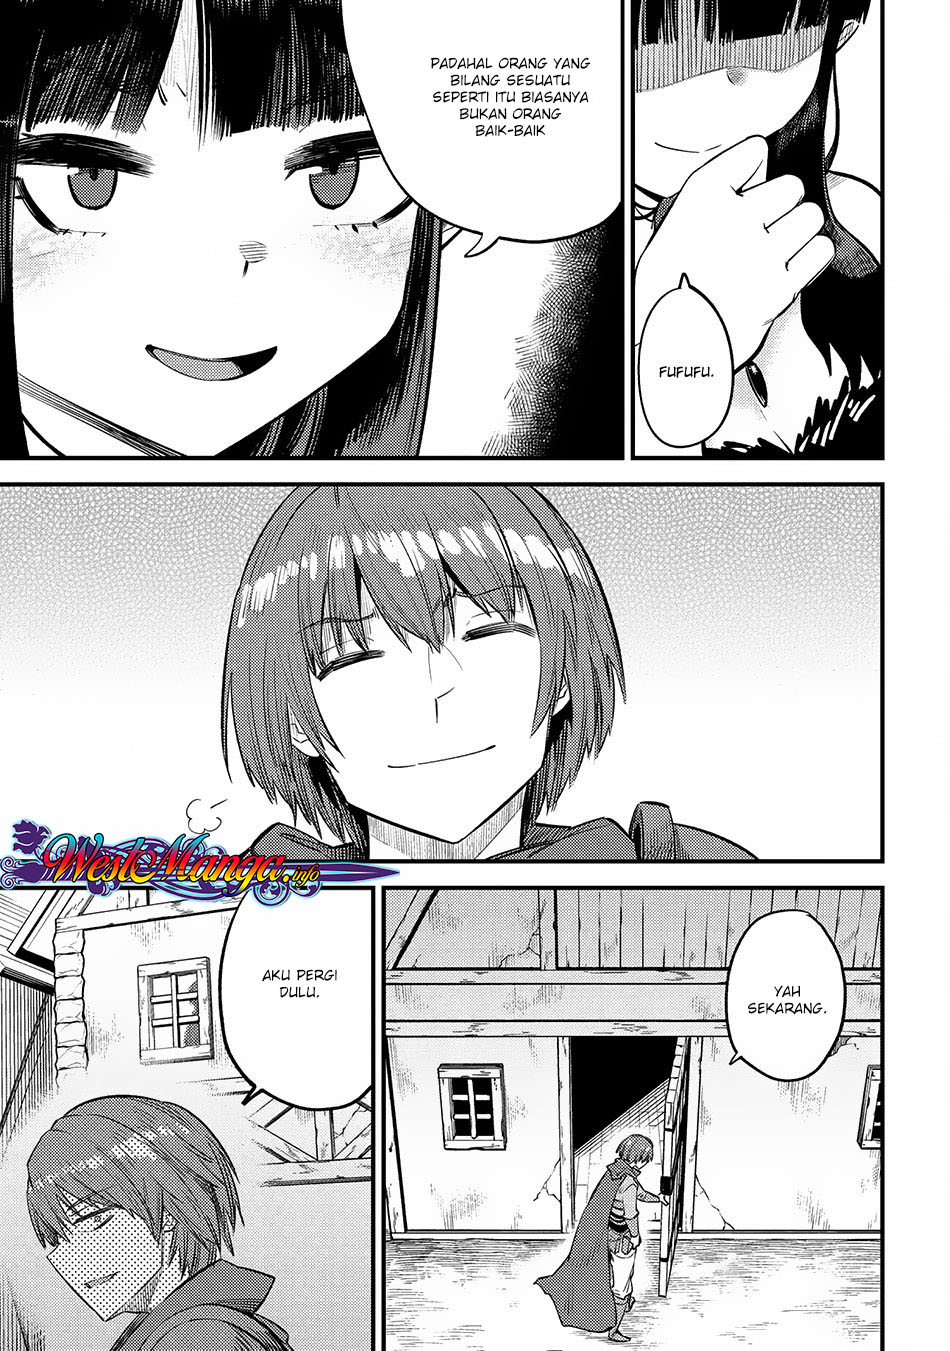 FUFUFU.
PADAHAL ORANG YANG
BILANG SESUATU
SEPERTI ITU BIASANYA
BUKAN ORANG
BAIK-BAIK
WestManga.info
YAH
SEKARANG.
AKU PERGI
DULU.